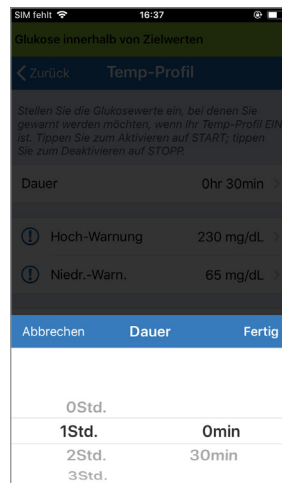 SIM fehlt 16:37
Glukose innerhalb von Zielwerten
Zurück Temp-Profil
Stellen Sie die Glukosewerte ein, bei denen Sie
gewarnt werden möchten, wenn Ihr Temp-Profil EIN
ist. Tippen Sie zum Aktivieren auf START; tippen
Sie zum Deaktivieren auf STOPP.
Dauer 0hr 30min
Hoch-Warnung 230 mg/dL
Niedr.-Warn. 65 mg/dL
Abbrechen Dauer Fertig
0Std.
1Std. 0min
2Std. 30min
3Std.